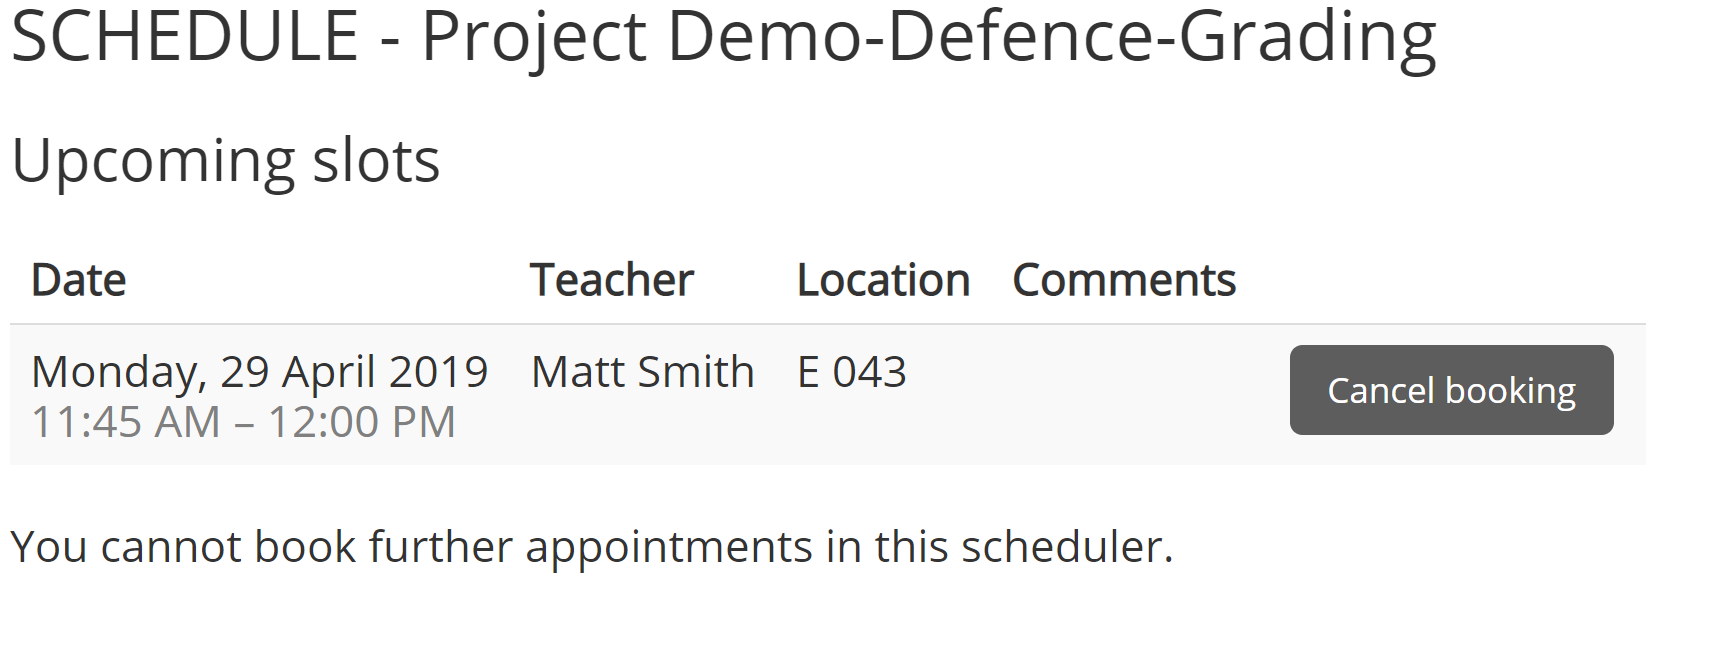 SCHEDULE - Project Demo-Defence-Grading
Upcoming slots
Date Teacher Location Comments
Monday, 29 April 2019 Matt Smith E 043
11:45 AM – 12:00 PM
Cancel booking
You cannot book further appointments in this scheduler.